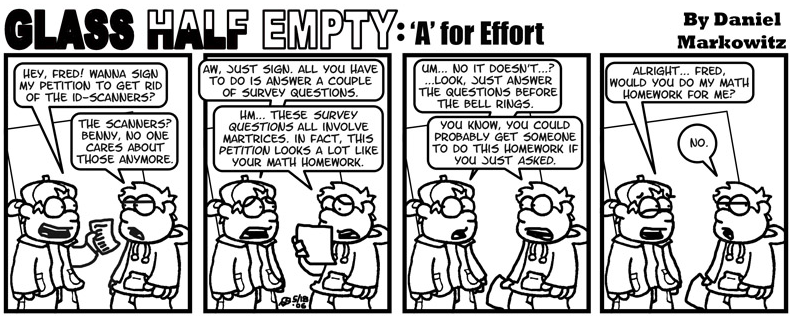 GLASS HALF EMPTY: 'A' for Effort
By Daniel
Markowitz
HEY, FRED! WANNA SIGN
MY PETITION TO GET RID
OF THE ID-SCANNERS?
THE SCANNERS?
BENNY, NO ONE
CARES ABOUT
THOSE ANYMORE.
AW, JUST SIGN. ALL YOU HAVE
TO DO IS ANSWER A COUPLE
OF SURVEY QUESTIONS.
HM... THESE SURVEY
QUESTIONS ALL INVOLVE
MARTRICES. IN FACT, THIS
PETITION LOOKS A LOT LIKE
YOUR MATH HOMEWORK.
5/18
·06
UM... NO IT DOESN'T...?
...LOOK, JUST ANSWER
THE QUESTIONS BEFORE
THE BELL RINGS.
YOU KNOW, YOU COULD
PROBABLY GET SOMEONE
TO DO THIS HOMEWORK IF
YOU JUST ASKED.
ALRIGHT... FRED,
WOULD YOU DO MY MATH
HOMEWORK FOR ME?
NO.